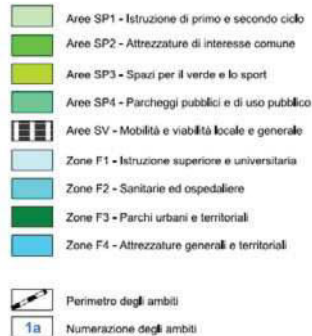 Aree SP1 - Istruzione di primo e secondo ciclo
Aree SP2 - Attrezzature di interesse comune
Aree SP3 - Spazi per il verde e lo sport
Aree SP4 - Parcheggi pubblici e di uso pubblico
Aree SV - Mobilità e viabilità locale e generale
Zone F1 - Istruzione superiore e universitaria
Zone F2 - Sanitarie ed ospedaliere
Zone F3 - Parchi urbani e territoriali
Zone F4 - Attrezzature generali e territoriali
Perimetro degli ambiti
1a Numerazione degli ambiti